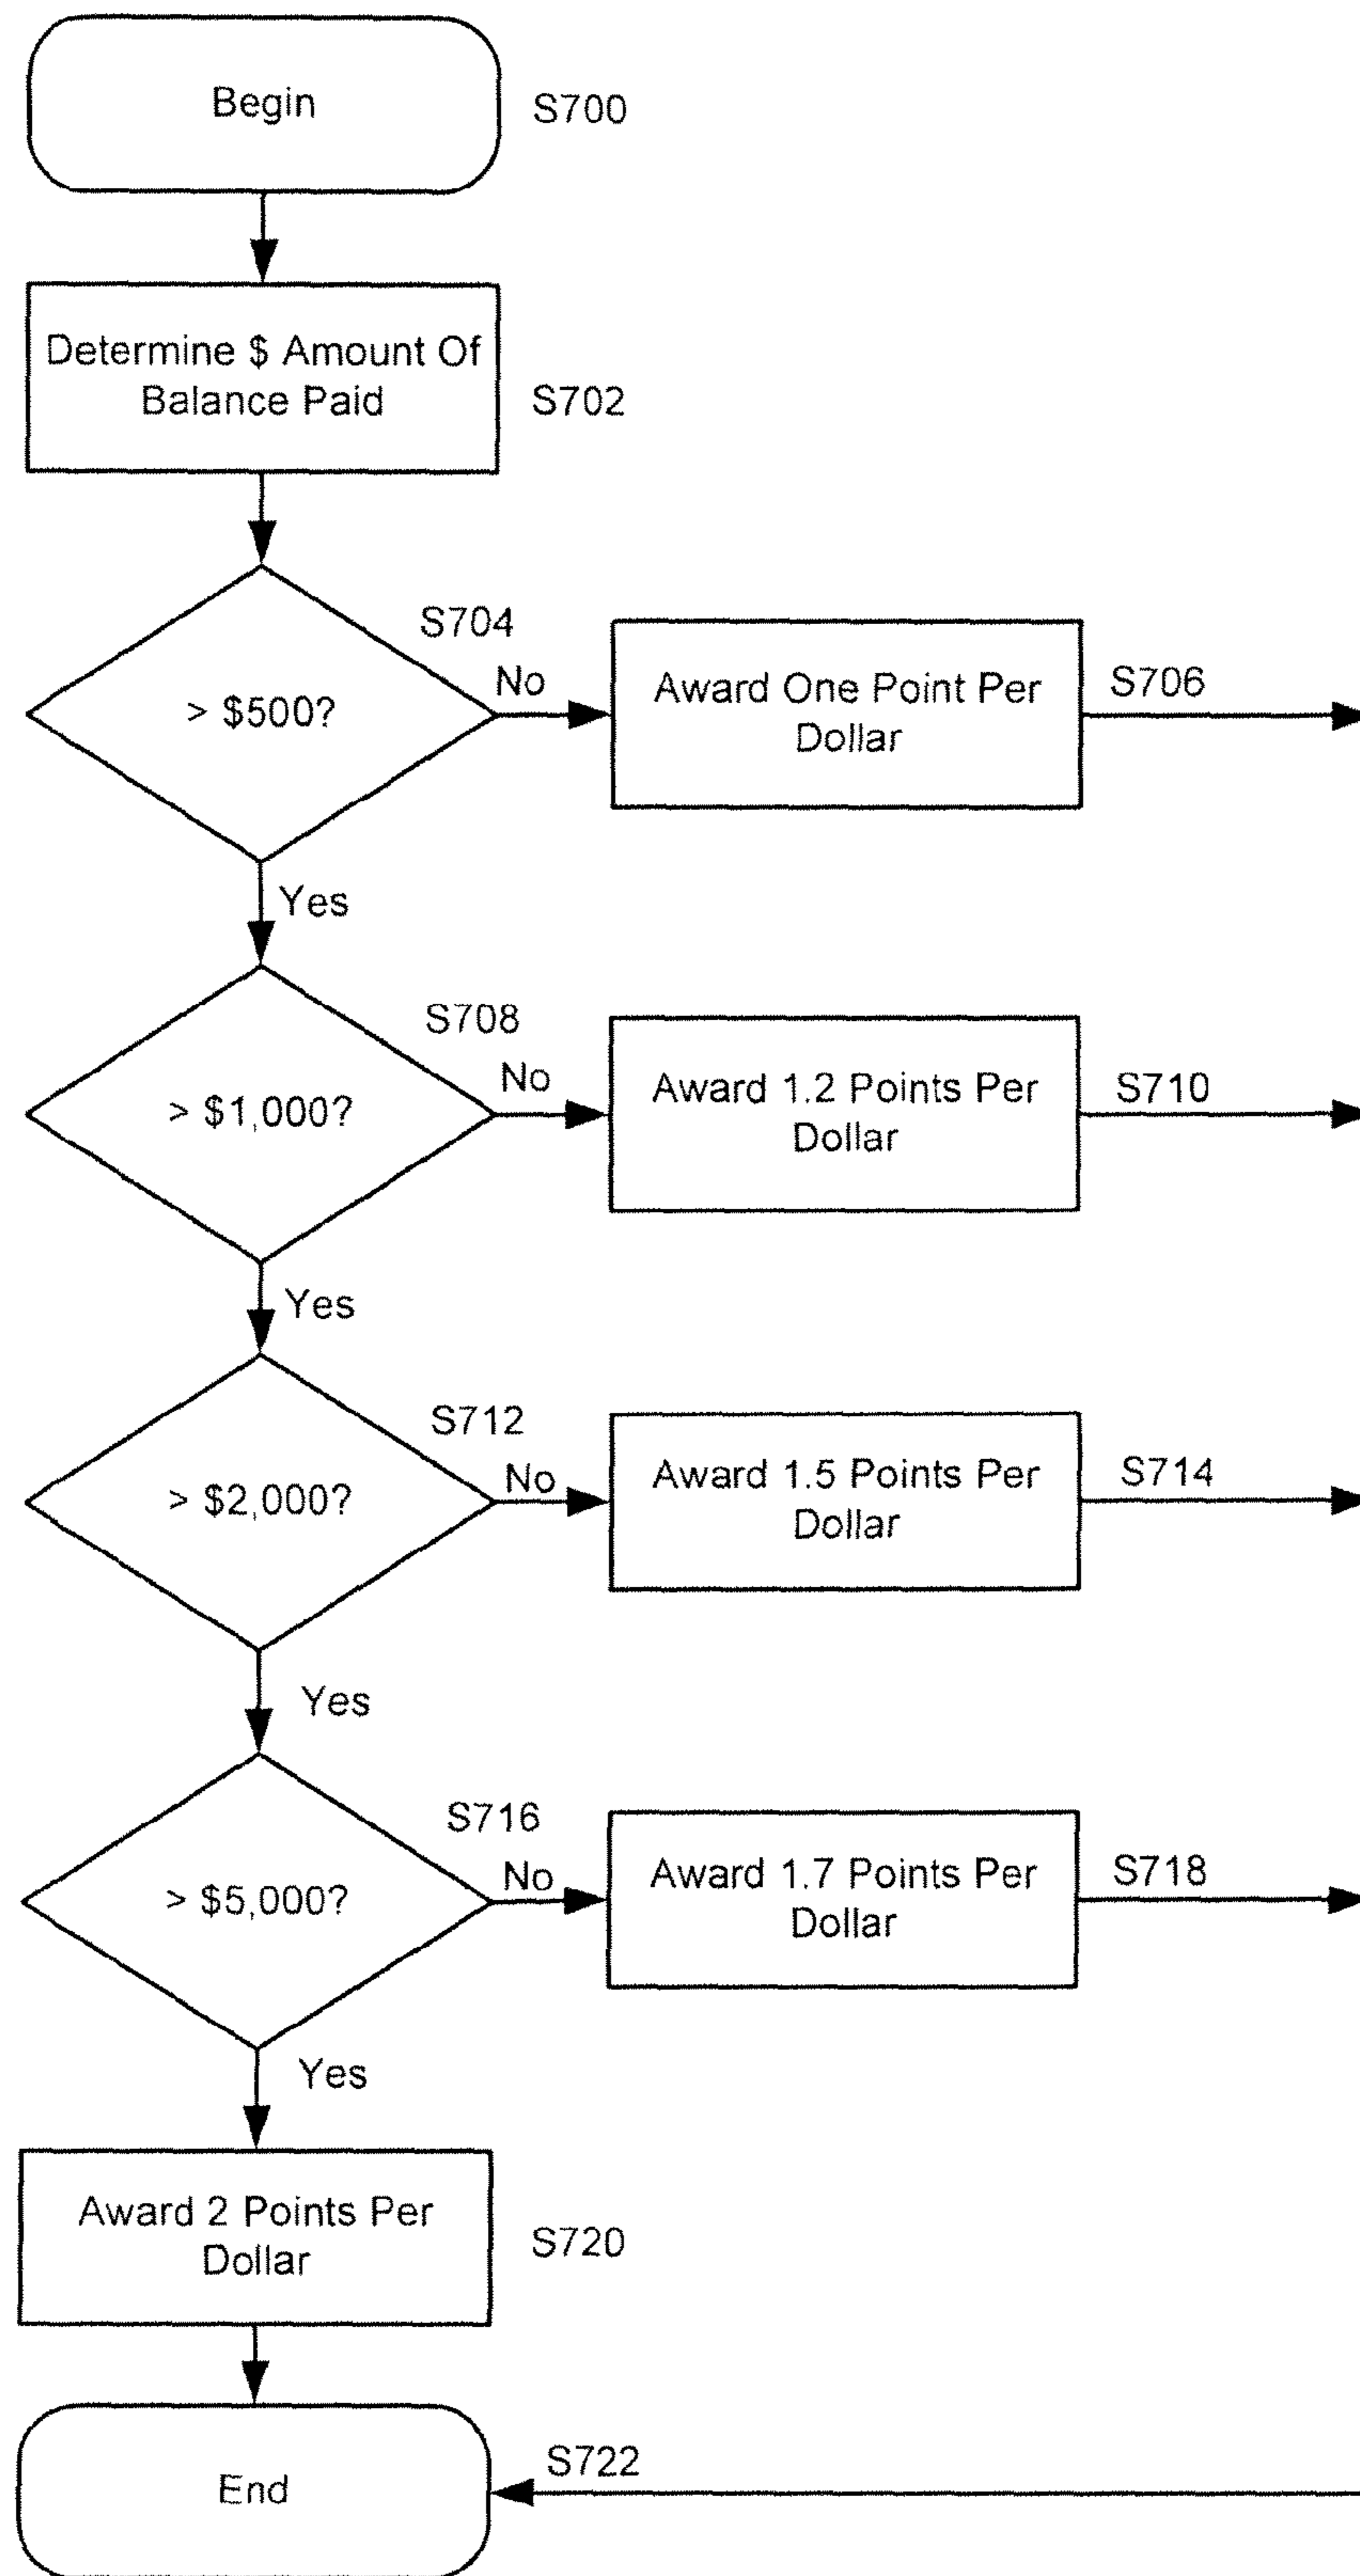 Begin
S700
Determine $ Amount Of
Balance Paid
S702
> $500?
S704
No
Award One Point Per
Dollar
S706
Yes
> $1,000?
S708
No
Award 1.2 Points Per
Dollar
S710
Yes
> $2,000?
S712
No
Award 1.5 Points Per
Dollar
S714
Yes
> $5,000?
S716
No
Award 1.7 Points Per
Dollar
S718
Yes
Award 2 Points Per
Dollar
S720
End
S722